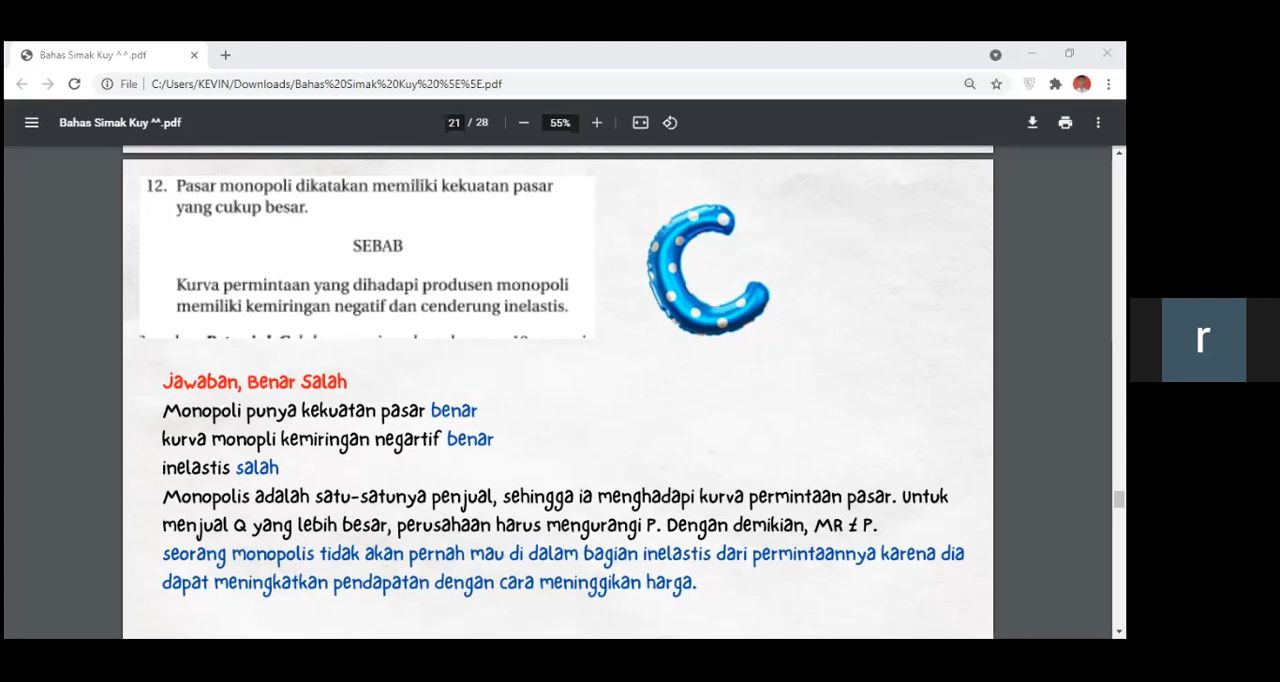 Bahas Simak Kuy ^^.pdf
File
C:/Users/KEVIN/Downloads/Bahas%20Simak%20Kuy%20%5E%5E.pdf
Bahas Simak Kuy ^^.pdf
21 / 28
55%
12. Pasar monopoli dikatakan memiliki kekuatan pasar
yang cukup besar.
SEBAB
Kurva permintaan yang dihadapi produsen monopoli
memiliki kemiringan negatif dan cenderung inelastis.
C
Jawaban, Benar Salah
Monopoli punya kekuatan pasar benar
kurva monopli kemiringan negartif benar
inelastis salah
Monopolis adalah satu-satunya penjual, sehingga ia menghadapi kurva permintaan pasar. Untuk
menjual Q yang lebih besar, perusahaan harus mengurangi P. Dengan demikian, MR ≠ P.
seorang monopolis tidak akan pernah mau di dalam bagian inelastis dari permintaannya karena dia
dapat meningkatkan pendapatan dengan cara meninggikan harga.
r